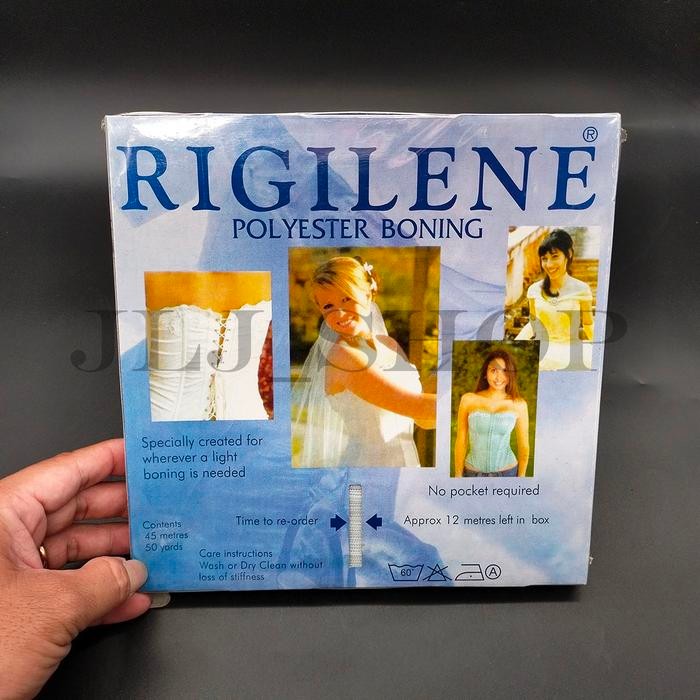 RIGILENE®
POLYESTER BONING
JLJ_SHOP
Specially created for
wherever a light
boning is needed
No pocket required
Contents
45 metres
50 yards
Time to re-order
Approx 12 metres left in box
Care instructions
Wash or Dry Clean without
loss of stiffness
60°
A